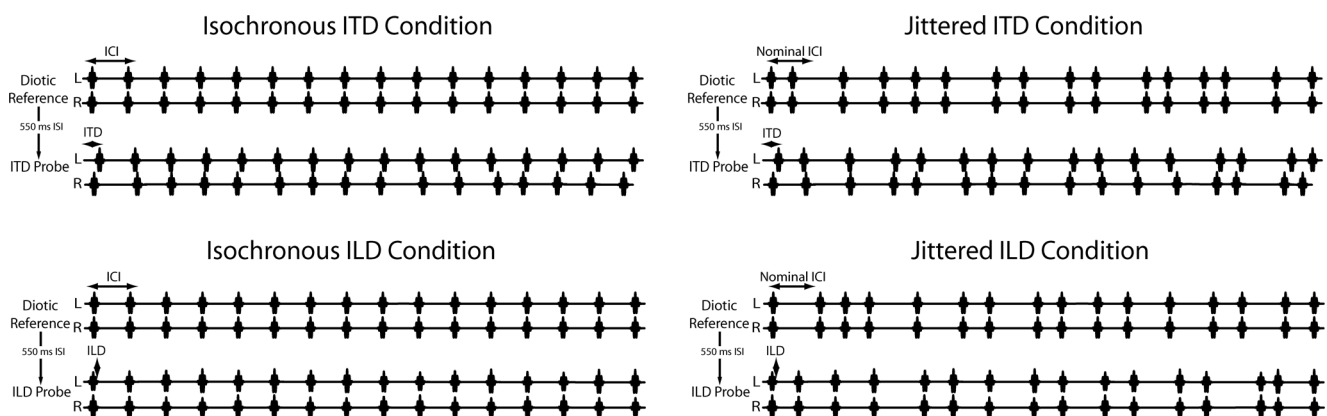 Isochronous ITD Condition
ICI
Diotic
Reference
L
R
550 ms ISI
ITD
ITD Probe
L
R
Jittered ITD Condition
Nominal ICI
Diotic
Reference
L
R
550 ms ISI
ITD
ITD Probe
L
R
Isochronous ILD Condition
ICI
Diotic
Reference
L
R
550 ms ISI
ILD
ILD Probe
L
R
Jittered ILD Condition
Nominal ICI
Diotic
Reference
L
R
550 ms ISI
ILD
ILD Probe
L
R